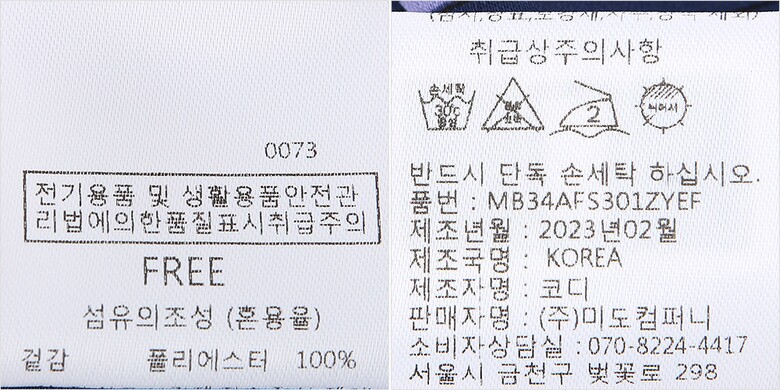 0073
전기용품 및 생활용품안전관
리법에의한품질표시취급주의
FREE
섬유의조성 (혼용율)
겉감 폴리에스터 100%
취급상주의사항
손세탁
30℃
중성
2
뉘어서
반드시 단독 손세탁 하십시오.
품번 : MB34AFS301ZYEF
제조년월 : 2023년02월
제조국명 : KOREA
제조자명 : 코디
판매자명 : (주)미도컴퍼니
소비자상담실 : 070-8224-4417
서울시 금천구 벚꽃로 298